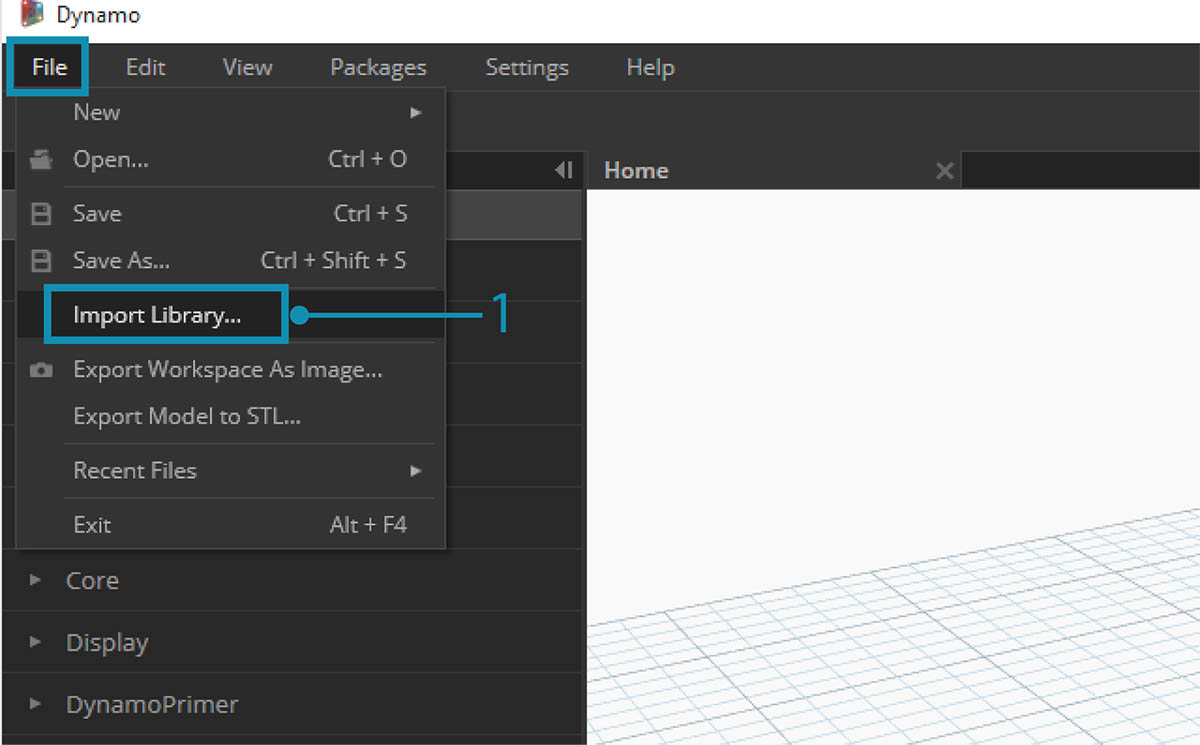 Dynamo
File Edit View Packages Settings Help
New
Open... Ctrl + O
Home
Save Ctrl + S
Save As... Ctrl + Shift + S
Import Library... 1
Export Workspace As Image...
Export Model to STL...
Recent Files
Exit Alt + F4
Core
Display
DynamoPrimer